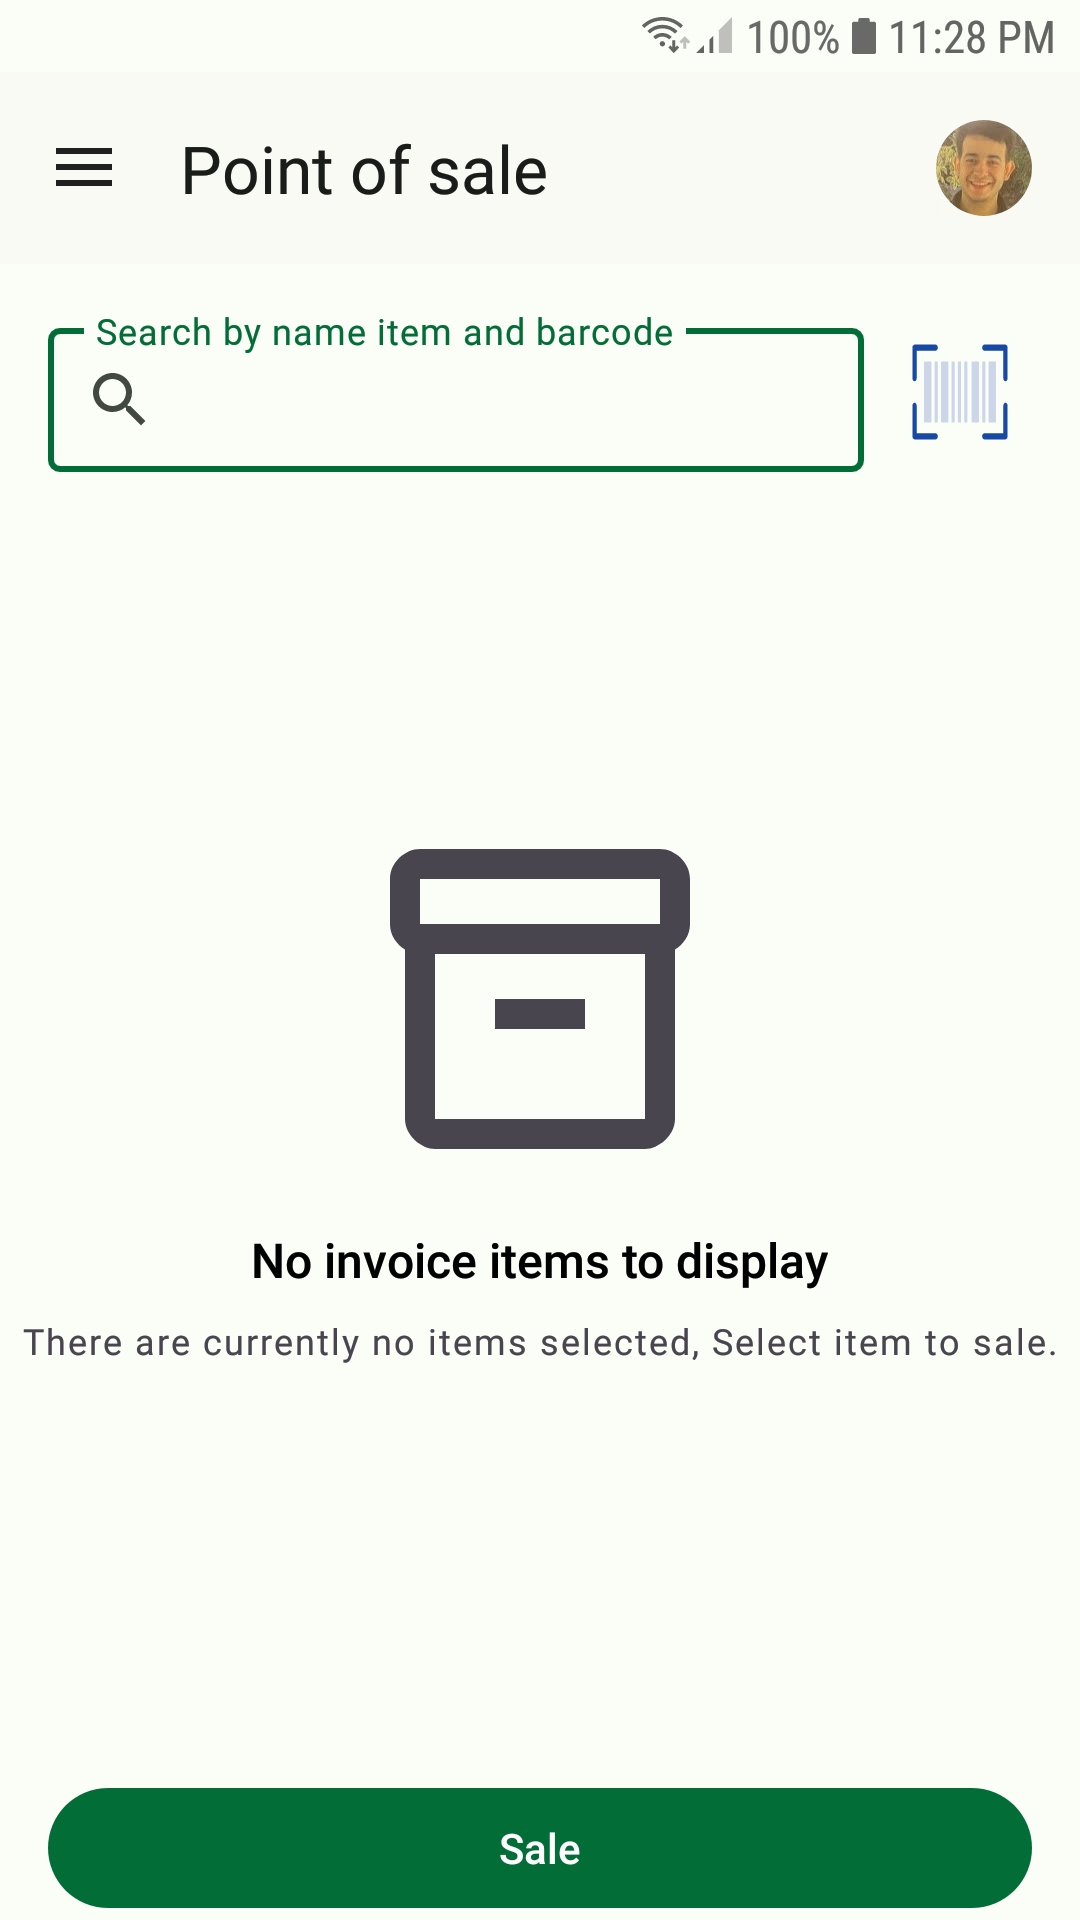 100% 11:28 PM
Point of sale
Search by name item and barcode
No invoice items to display
There are currently no items selected, Select item to sale.
Sale